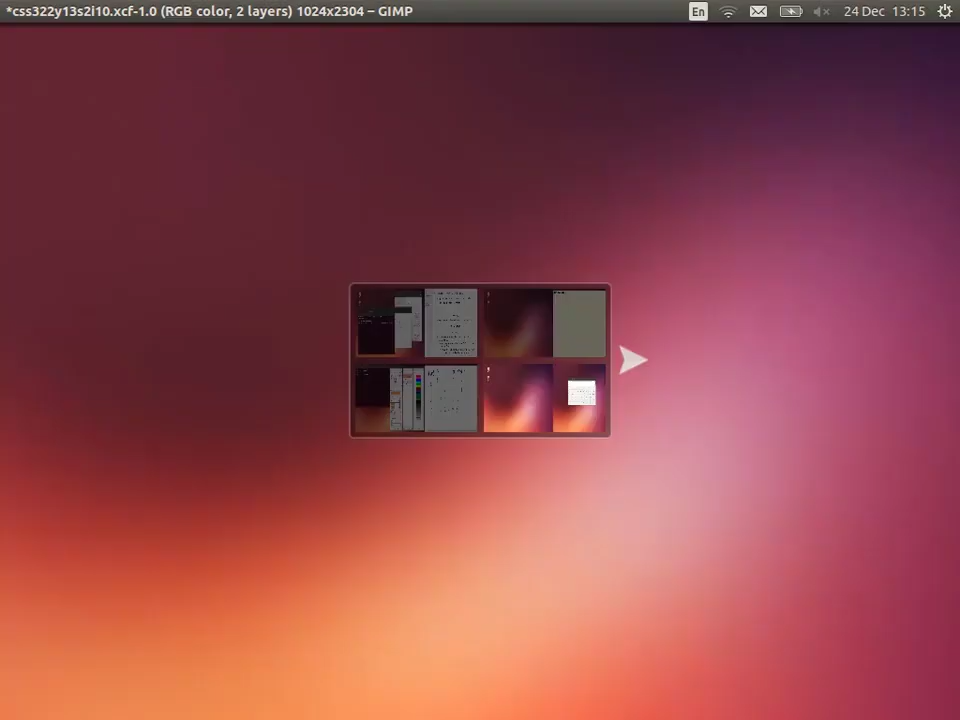 *css322y13s2i10.xcf-1.0 (RGB color, 2 layers) 1024x2304 – GIMP
En
24 Dec 13:15